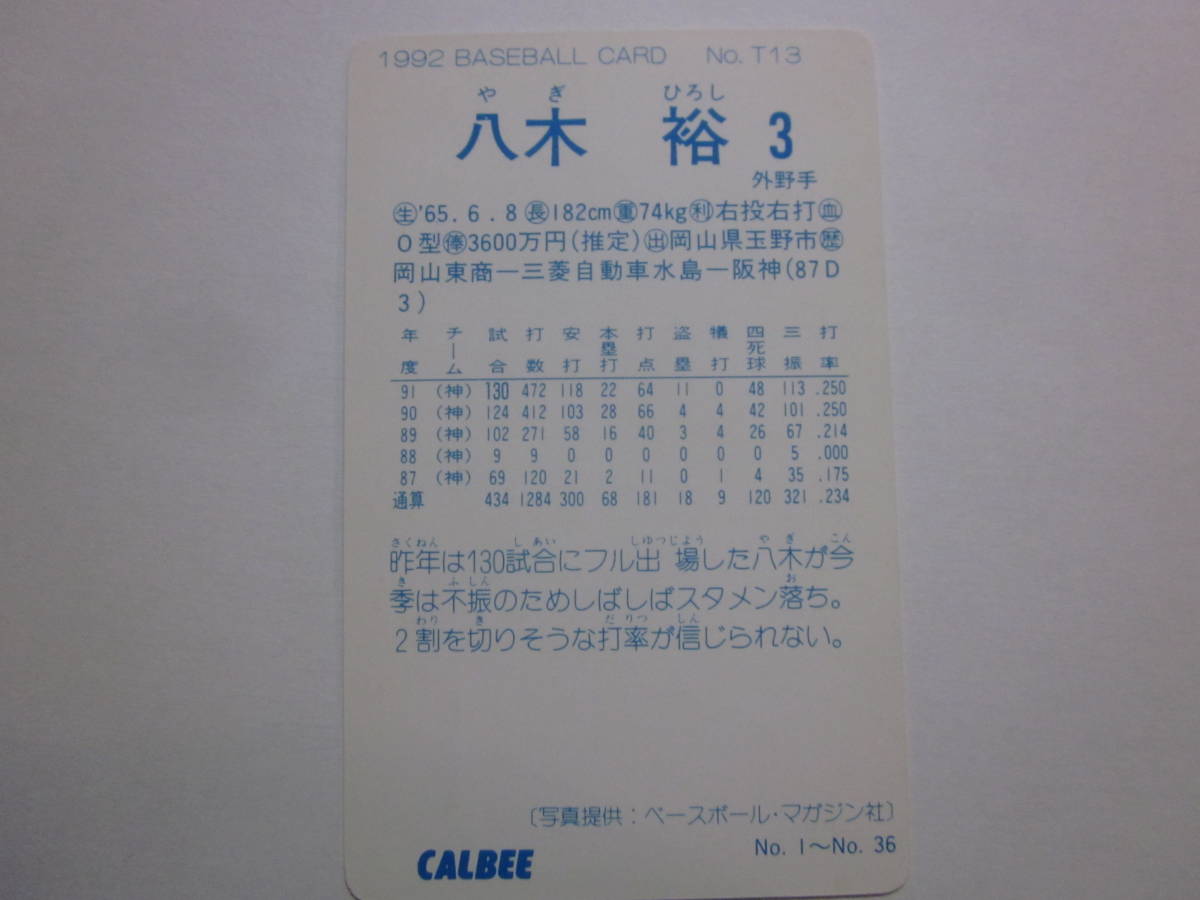 1992 BASEBALL CARD No. T13
やぎ ひろし
八木 裕 3
外野手
生'65.6.8長182cm重74kg利右投右打血
O型俸3600万円(推定)出岡山県玉野市歴
岡山東商―三菱自動車水島―阪神(87D
3)
年度 チーム 試合 打数 安打 本塁打 打点 盗塁 犠打 四死球 三振 打率
91 (神) 130 472 118 22 64 11 0 48 113 .250
90 (神) 124 412 103 28 66 4 4 42 101 .250
89 (神) 102 271 58 16 40 3 4 26 67 .214
88 (神) 9 9 0 0 0 0 0 0 5 .000
87 (神) 69 120 21 2 11 0 1 4 35 .175
通算 434 1284 300 68 181 18 9 120 321 .234
さくねん しあい しゆつじよう やぎ こん
昨年は130試合にフル出場した八木が今
き ふしん お
季は不振のためしばしばスタメン落ち。
わり き だりつ しん
2割を切りそうな打率が信じられない。
〔写真提供：ベースボール・マガジン社〕
No. 1～No. 36
CALBEE